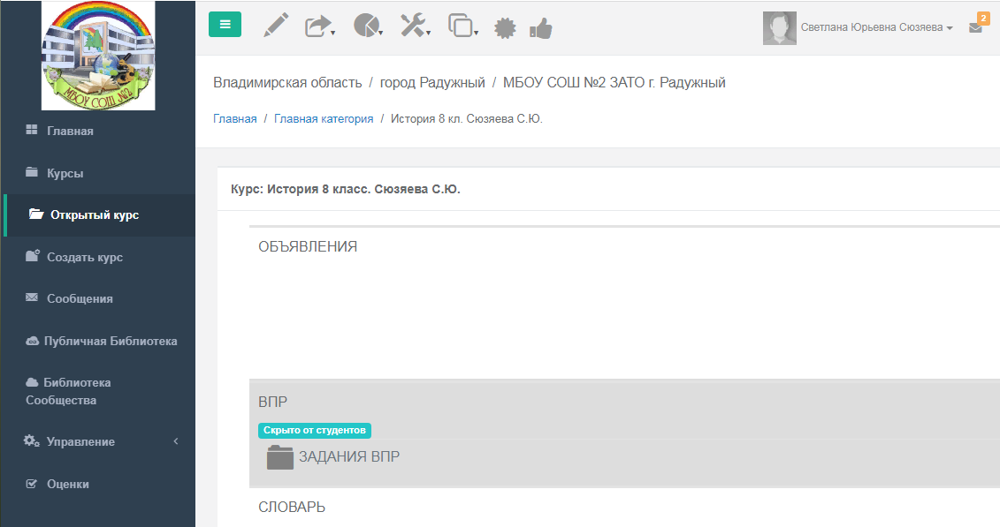 МБОУ СОШ №2
Светлана Юрьевна Сюзяева
2
Владимирская область / город Радужный / МБОУ СОШ №2 ЗАТО г. Радужный
Главная / Главная категория / История 8 кл. Сюзяева С.Ю.
Главная
Курсы
Открытый курс
Создать курс
Сообщения
Публичная Библиотека
Библиотека
Сообщества
Управление
Оценки
Курс: История 8 класс. Сюзяева С.Ю.
ОБЪЯВЛЕНИЯ
ВПР
Скрыто от студентов
ЗАДАНИЯ ВПР
СЛОВАРЬ